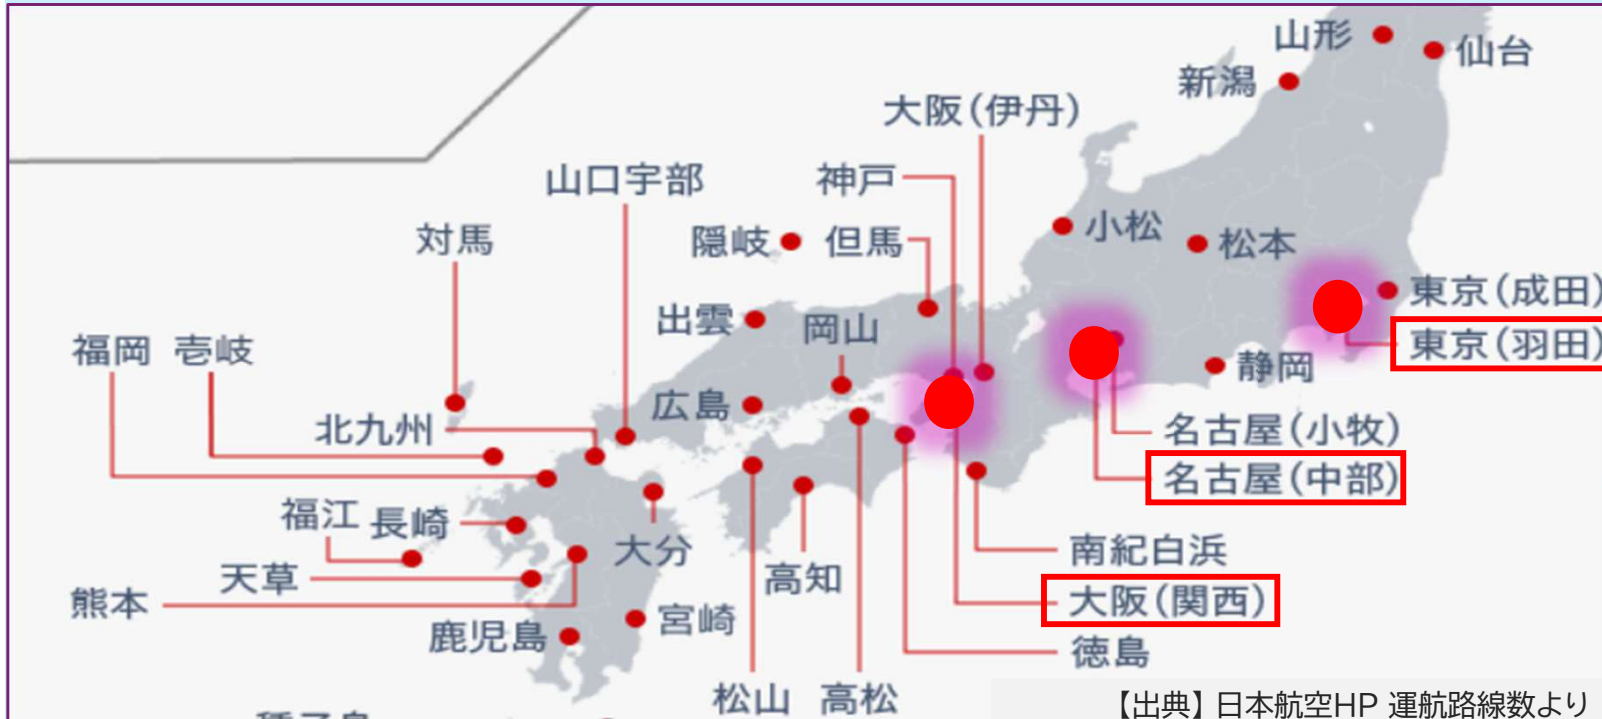 山形
仙台
新潟
大阪(伊丹)
山口宇部
神戸
対馬
隠岐
但馬
小松
松本
出雲
岡山
東京(成田)
東京(羽田)
福岡
壱岐
静岡
広島
北九州
名古屋(小牧)
名古屋(中部)
福江
長崎
大分
南紀白浜
天草
高知
熊本
大阪(関西)
宮崎
鹿児島
徳島
松山
高松
【出典】日本航空HP 運航路線数より